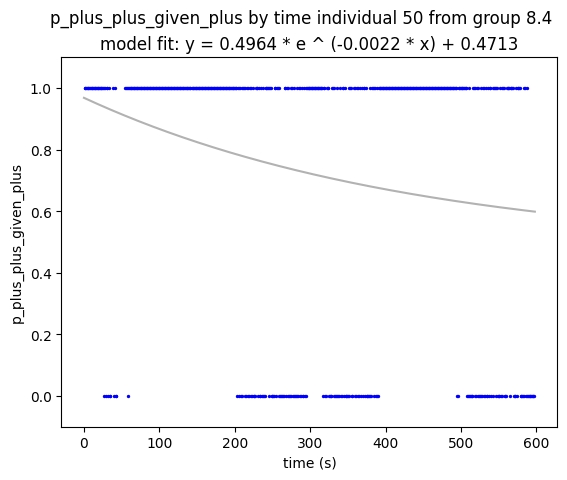 p_plus_plus_given_plus by time individual 50 from group 8.4
model fit: y = 0.4964 * e ^ (-0.0022 * x) + 0.4713
1.0
0.8
0.6
0.4
0.2
0.0
p_plus_plus_given_plus
0 100 200 300 400 500 600
time (s)